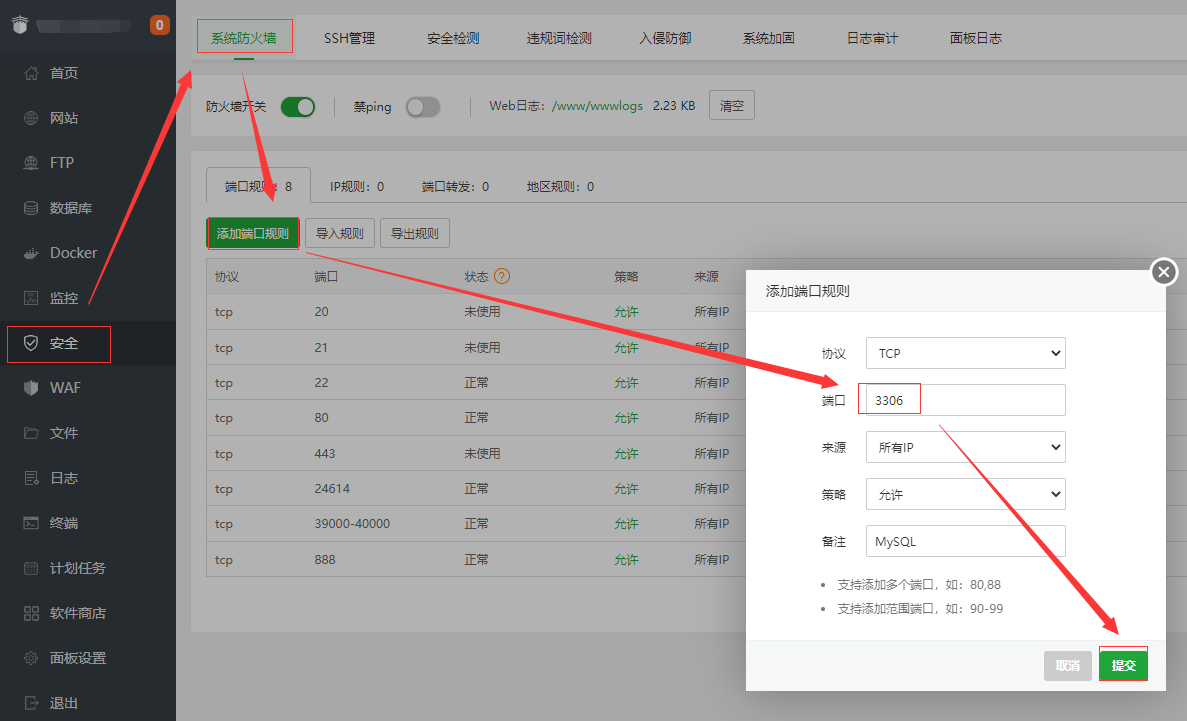 0
首页
网站
FTP
数据库
Docker
监控
安全
WAF
文件
日志
终端
计划任务
软件商店
面板设置
退出
系统防火墙 SSH管理 安全检测 违规词检测 入侵防御 系统加固 日志审计 面板日志
防火墙开关 禁ping Web日志：/www/wwwlogs 2.23 KB 清空
端口规则：8 IP规则：0 端口转发：0 地区规则：0
添加端口规则 导入规则 导出规则
协议 端口 状态 ? 策略 来源
tcp 20 未使用 允许 所有IP
tcp 21 未使用 允许 所有IP
tcp 22 正常 允许 所有IP
tcp 80 正常 允许 所有IP
tcp 443 未使用 允许 所有IP
tcp 24614 正常 允许 所有IP
tcp 39000-40000 正常 允许 所有IP
tcp 888 正常 允许 所有IP
添加端口规则
协议 TCP
端口 3306
来源 所有IP
策略 允许
备注 MySQL
• 支持添加多个端口，如：80,88
• 支持添加范围端口，如：90-99
取消 提交